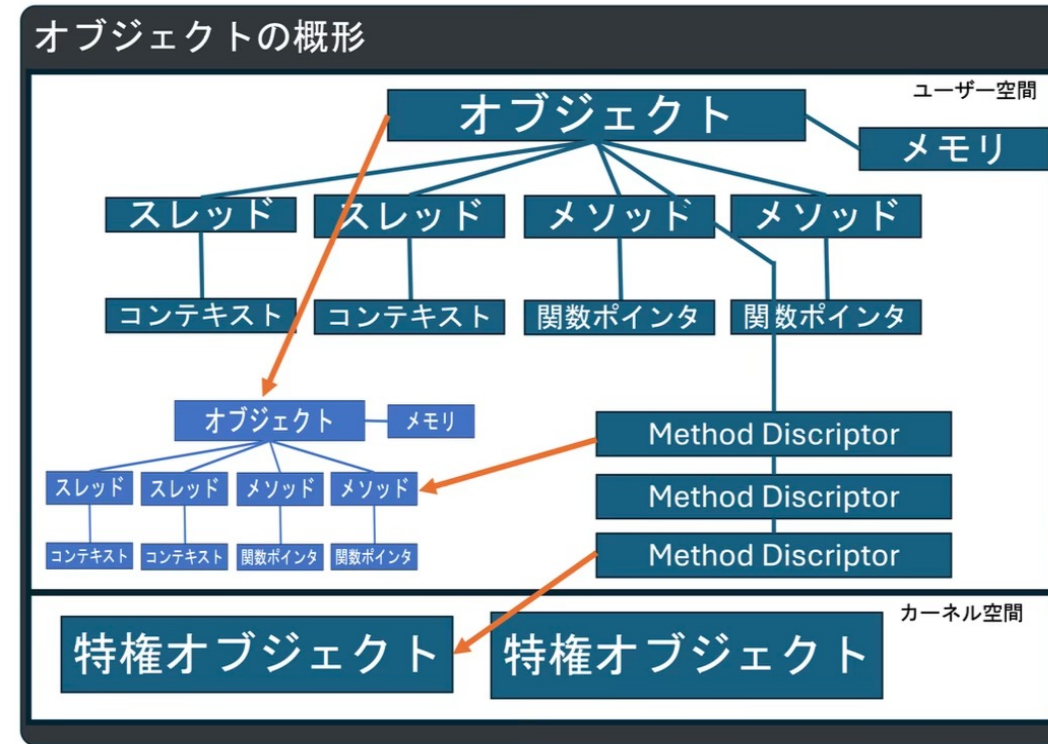 オブジェクトの概形
ユーザー空間
オブジェクト
メモリ
スレッド
スレッド
メソッド
メソッド
コンテキスト
コンテキスト
関数ポインタ
関数ポインタ
オブジェクト
メモリ
スレッド
スレッド
メソッド
メソッド
コンテキスト
コンテキスト
関数ポインタ
関数ポインタ
Method Discriptor
Method Discriptor
Method Discriptor
カーネル空間
特権オブジェクト
特権オブジェクト